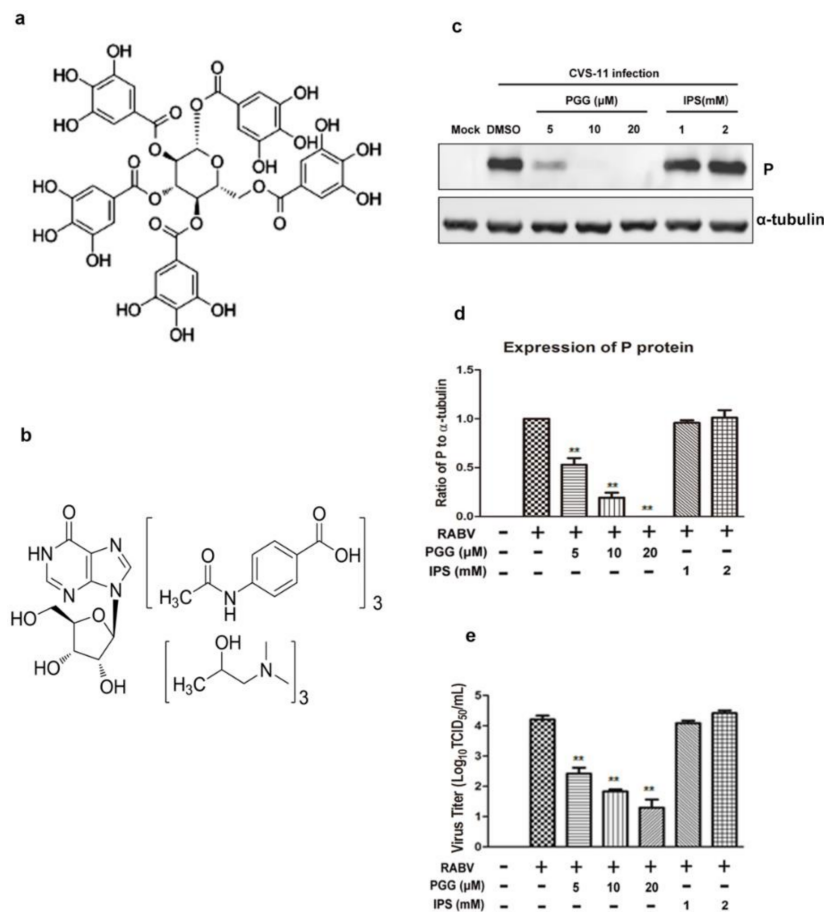 a
OH
HO
O
OH
HO
O
O
OH
OH
HO
O
O
OH
OH
O
OH
HO
O
O
O
O
OH
HO
O
O
HO
OH
HO
OH
OH
b
O
HN
N
N
N
HO
O
HO
OH
O
OH
O
H3C
N
H
3
OH
H3C
N
3
c
CVS-11 infection
PGG (μM) IPS(mM)
Mock DMSO 5 10 20 1 2
P
α-tubulin
d
Expression of P protein
Ratio of P to α-tubulin
1.5
1.0
0.5
0.0
**
**
**
RABV - + + + + + +
PGG (μM) - - 5 10 20 - -
IPS (mM) - - - - - 1 2
e
Virus Titer (Log10TCID50/mL)
5
4
3
2
1
0
**
**
**
RABV - + + + + + +
PGG (μM) - - 5 10 20 - -
IPS (mM) - - - - - 1 2